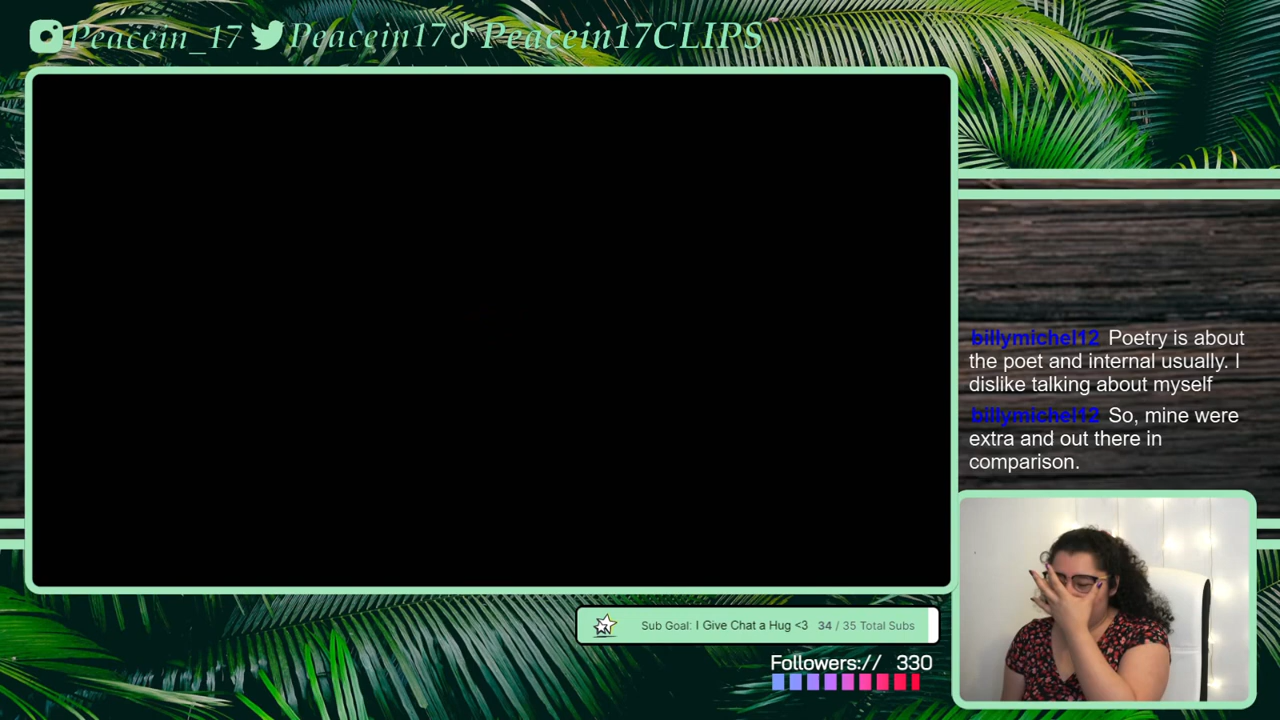 Peacein_17 Peacein17 Peacein17CLIPS
billymichel12 Poetry is about
the poet and internal usually. I
dislike talking about myself
billymichel12 So, mine were
extra and out there in
comparison.
Sub Goal: I Give Chat a Hug <3 34 / 35 Total Subs
Followers:// 330